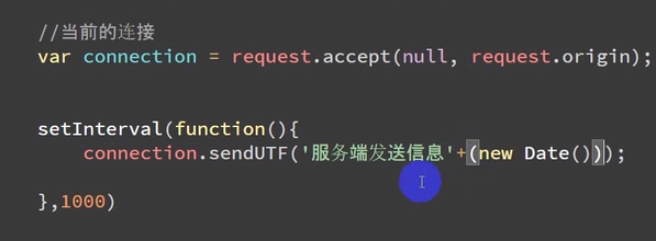 //当前的连接
var connection = request.accept(null, request.origin);
setInterval(function(){
connection.sendUTF('服务端发送信息'+(new Date()));
},1000)